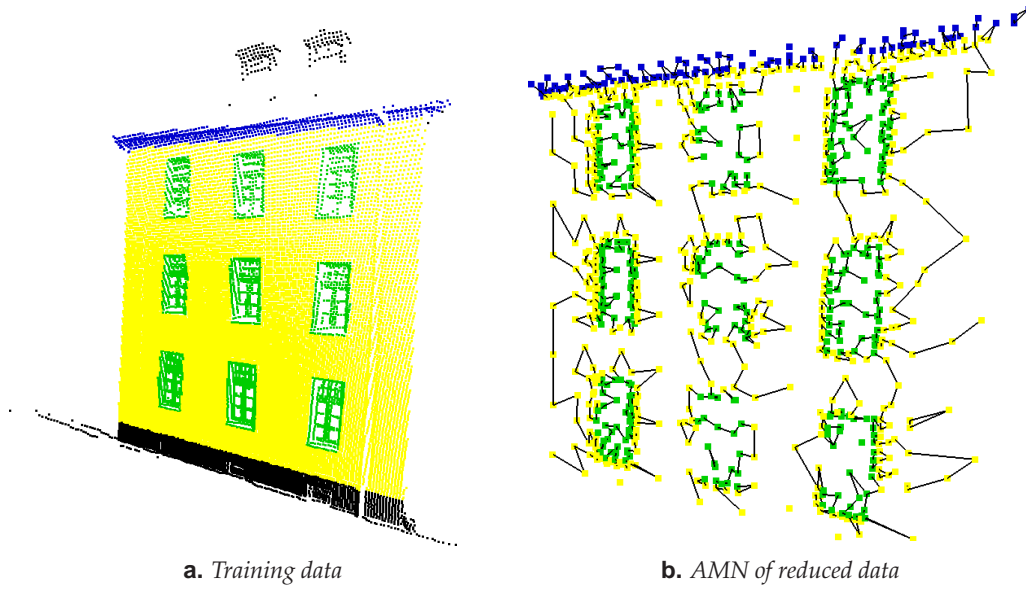 a. Training data
b. AMN of reduced data